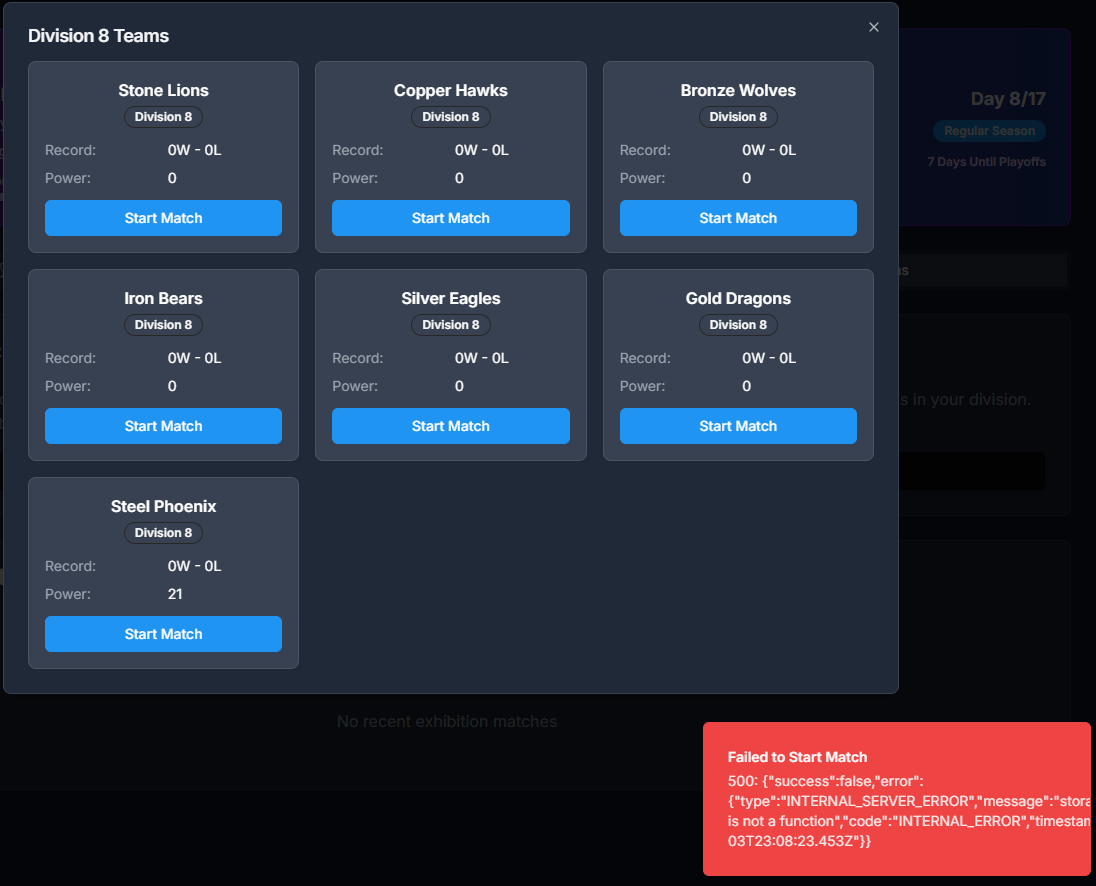 Division 8 Teams
Day 8/17
Regular Season
7 Days Until Playoffs
Stone Lions
Division 8
Record: 0W - 0L
Power: 0
Start Match
Copper Hawks
Division 8
Record: 0W - 0L
Power: 0
Start Match
Bronze Wolves
Division 8
Record: 0W - 0L
Power: 0
Start Match
Iron Bears
Division 8
Record: 0W - 0L
Power: 0
Start Match
Silver Eagles
Division 8
Record: 0W - 0L
Power: 0
Start Match
Gold Dragons
Division 8
Record: 0W - 0L
Power: 0
Start Match
s in your division.
Steel Phoenix
Division 8
Record: 0W - 0L
Power: 21
Start Match
No recent exhibition matches
Failed to Start Match
500: {"success":false,"error":
{"type":"INTERNAL_SERVER_ERROR","message":"stora
is not a function","code":"INTERNAL_ERROR","timestam
03T23:08:23.453Z"}}